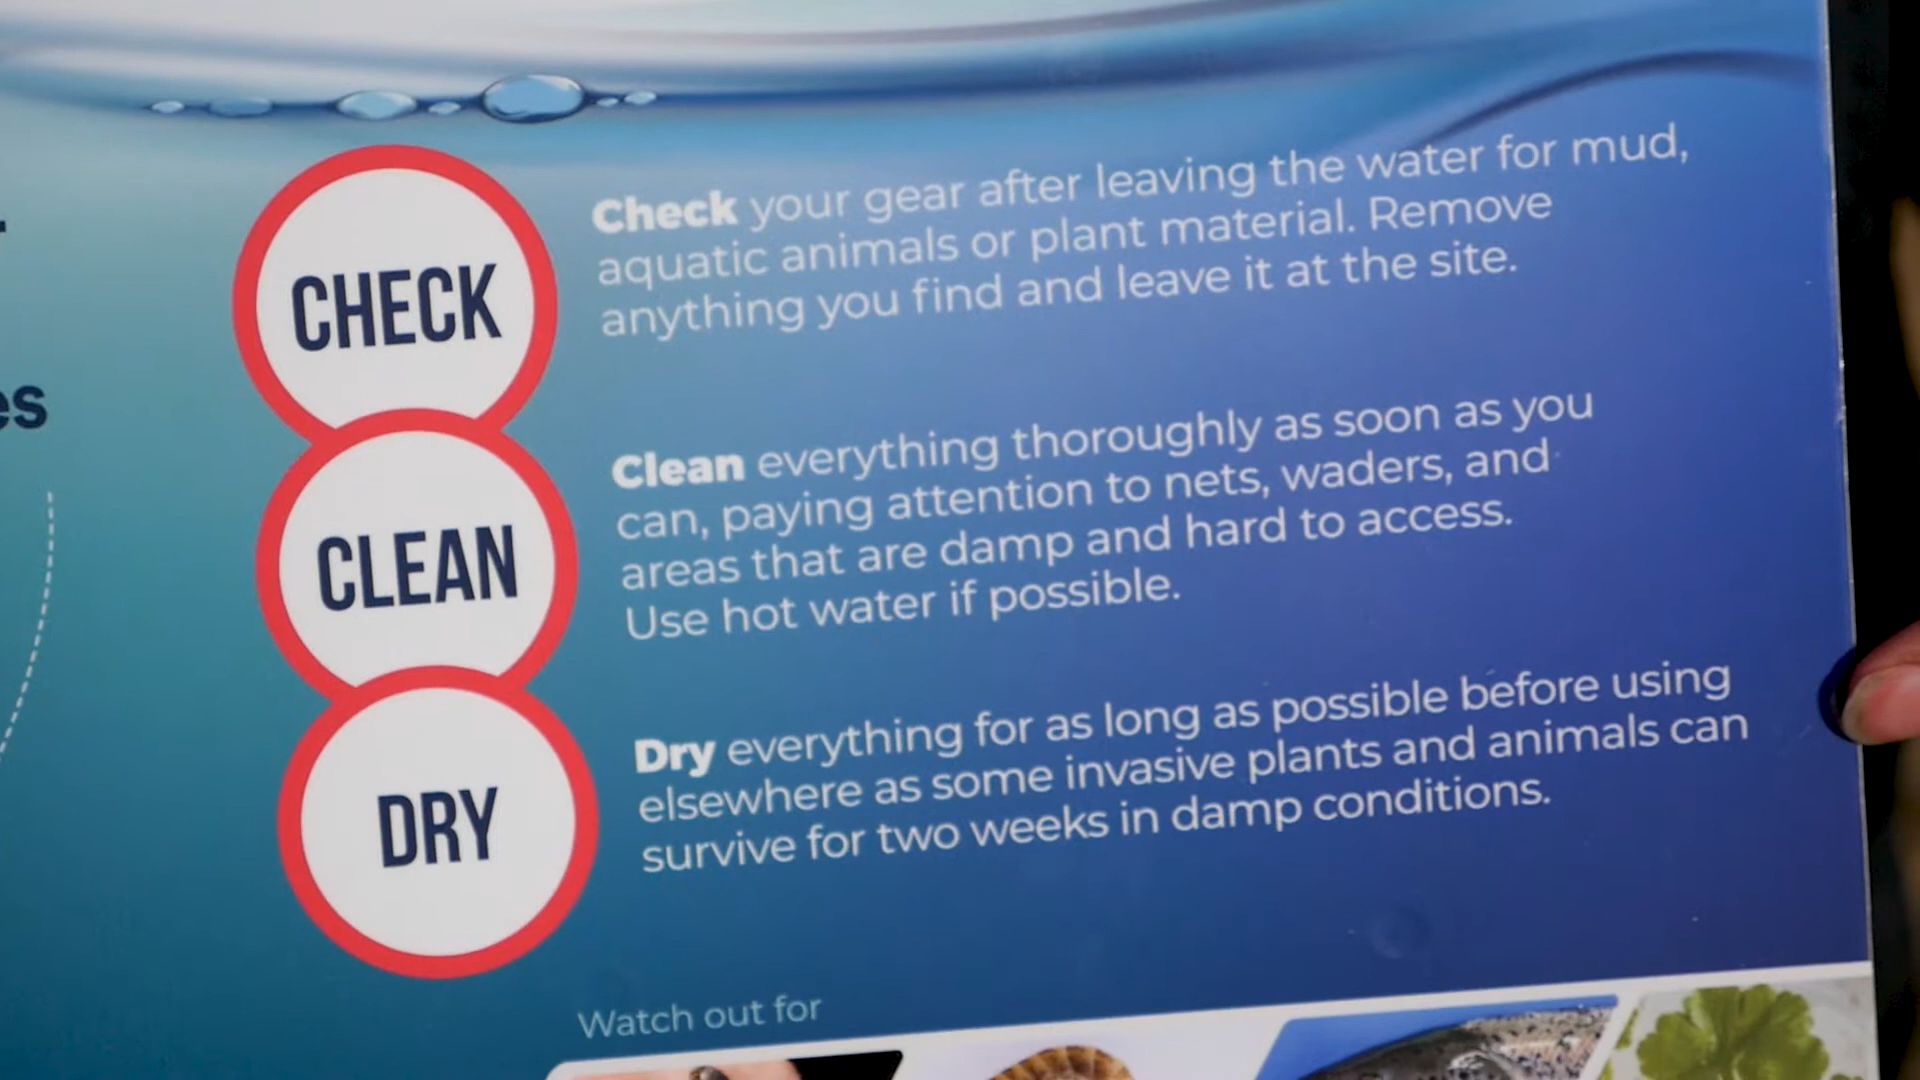 CHECK
Check your gear after leaving the water for mud,
aquatic animals or plant material. Remove
anything you find and leave it at the site.
CLEAN
Clean everything thoroughly as soon as you
can, paying attention to nets, waders, and
areas that are damp and hard to access.
Use hot water if possible.
DRY
Dry everything for as long as possible before using
elsewhere as some invasive plants and animals can
survive for two weeks in damp conditions.
Watch out for